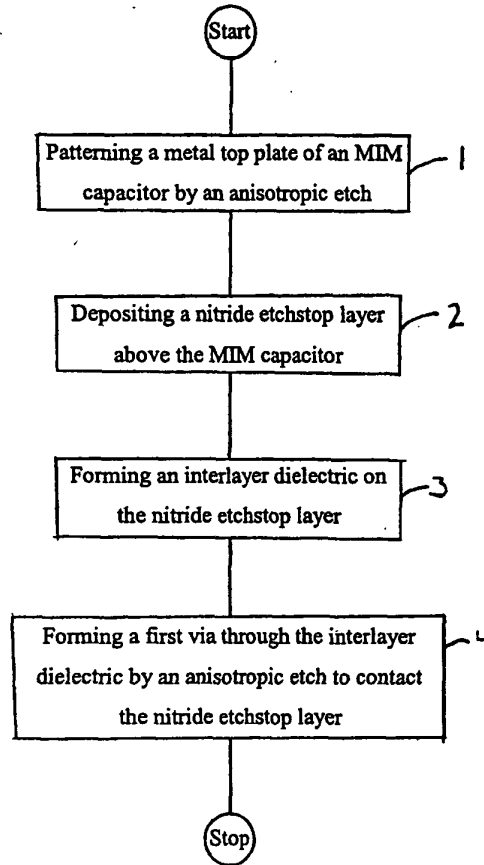 Start
Patterning a metal top plate of an MIM
capacitor by an anisotropic etch
1
Depositing a nitride etchstop layer
above the MIM capacitor
2
Forming an interlayer dielectric on
the nitride etchstop layer
3
Forming a first via through the interlayer
dielectric by an anisotropic etch to contact
the nitride etchstop layer
Stop